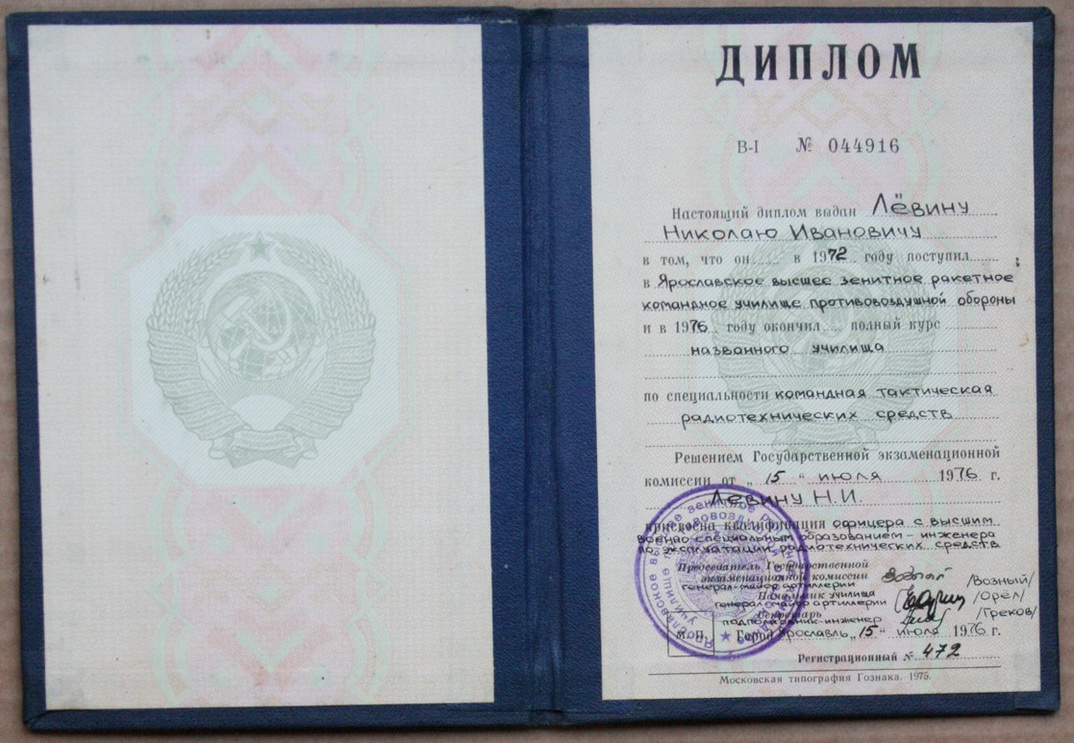 ДИПЛОМ
В-I № 044916
Настоящий диплом выдан Лёвину
Николаю Ивановичу
в том, что он в 1972 году поступил
в Ярославское высшее зенитное ракетное
командное училище противовоздушной обороны
и в 1976 году окончил полный курс
названного училища
по специальности командная тактическая
радиотехнических средств
Решением Государственной экзаменационной
комиссии от „15“ июля 1976 г.
Лёвину Н.И.
присвоена квалификация офицера с высшим
военно-специальным образованием - инженера
по эксплуатации радиотехнических средств
Председатель Государственной
экзаменационной комиссии
генерал-майор артиллерии /Возный/
Начальник училища
генерал-майор артиллерии /Орёл/
Секретарь
подполковник-инженер /Греков/
М.П. Город Ярославль „15“ июля 1976 г.
Регистрационный № 472
Московская типография Гознака. 1975.